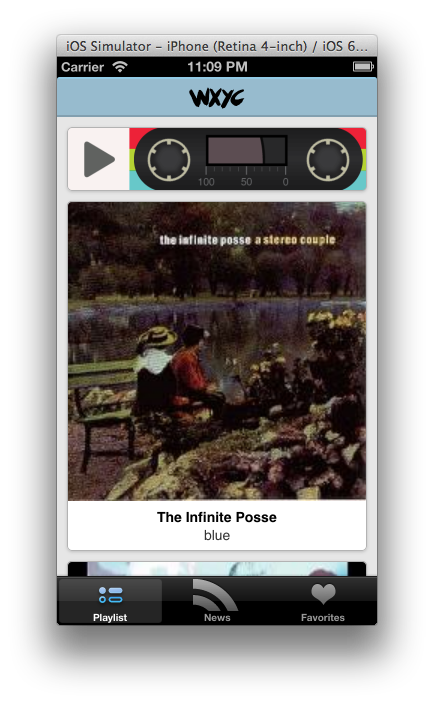 iOS Simulator – iPhone (Retina 4-inch) / iOS 6...
Carrier 11:09 PM
WXYC
100 50 0
the infinite posse a stereo couple
The Infinite Posse
blue
Playlist News Favorites